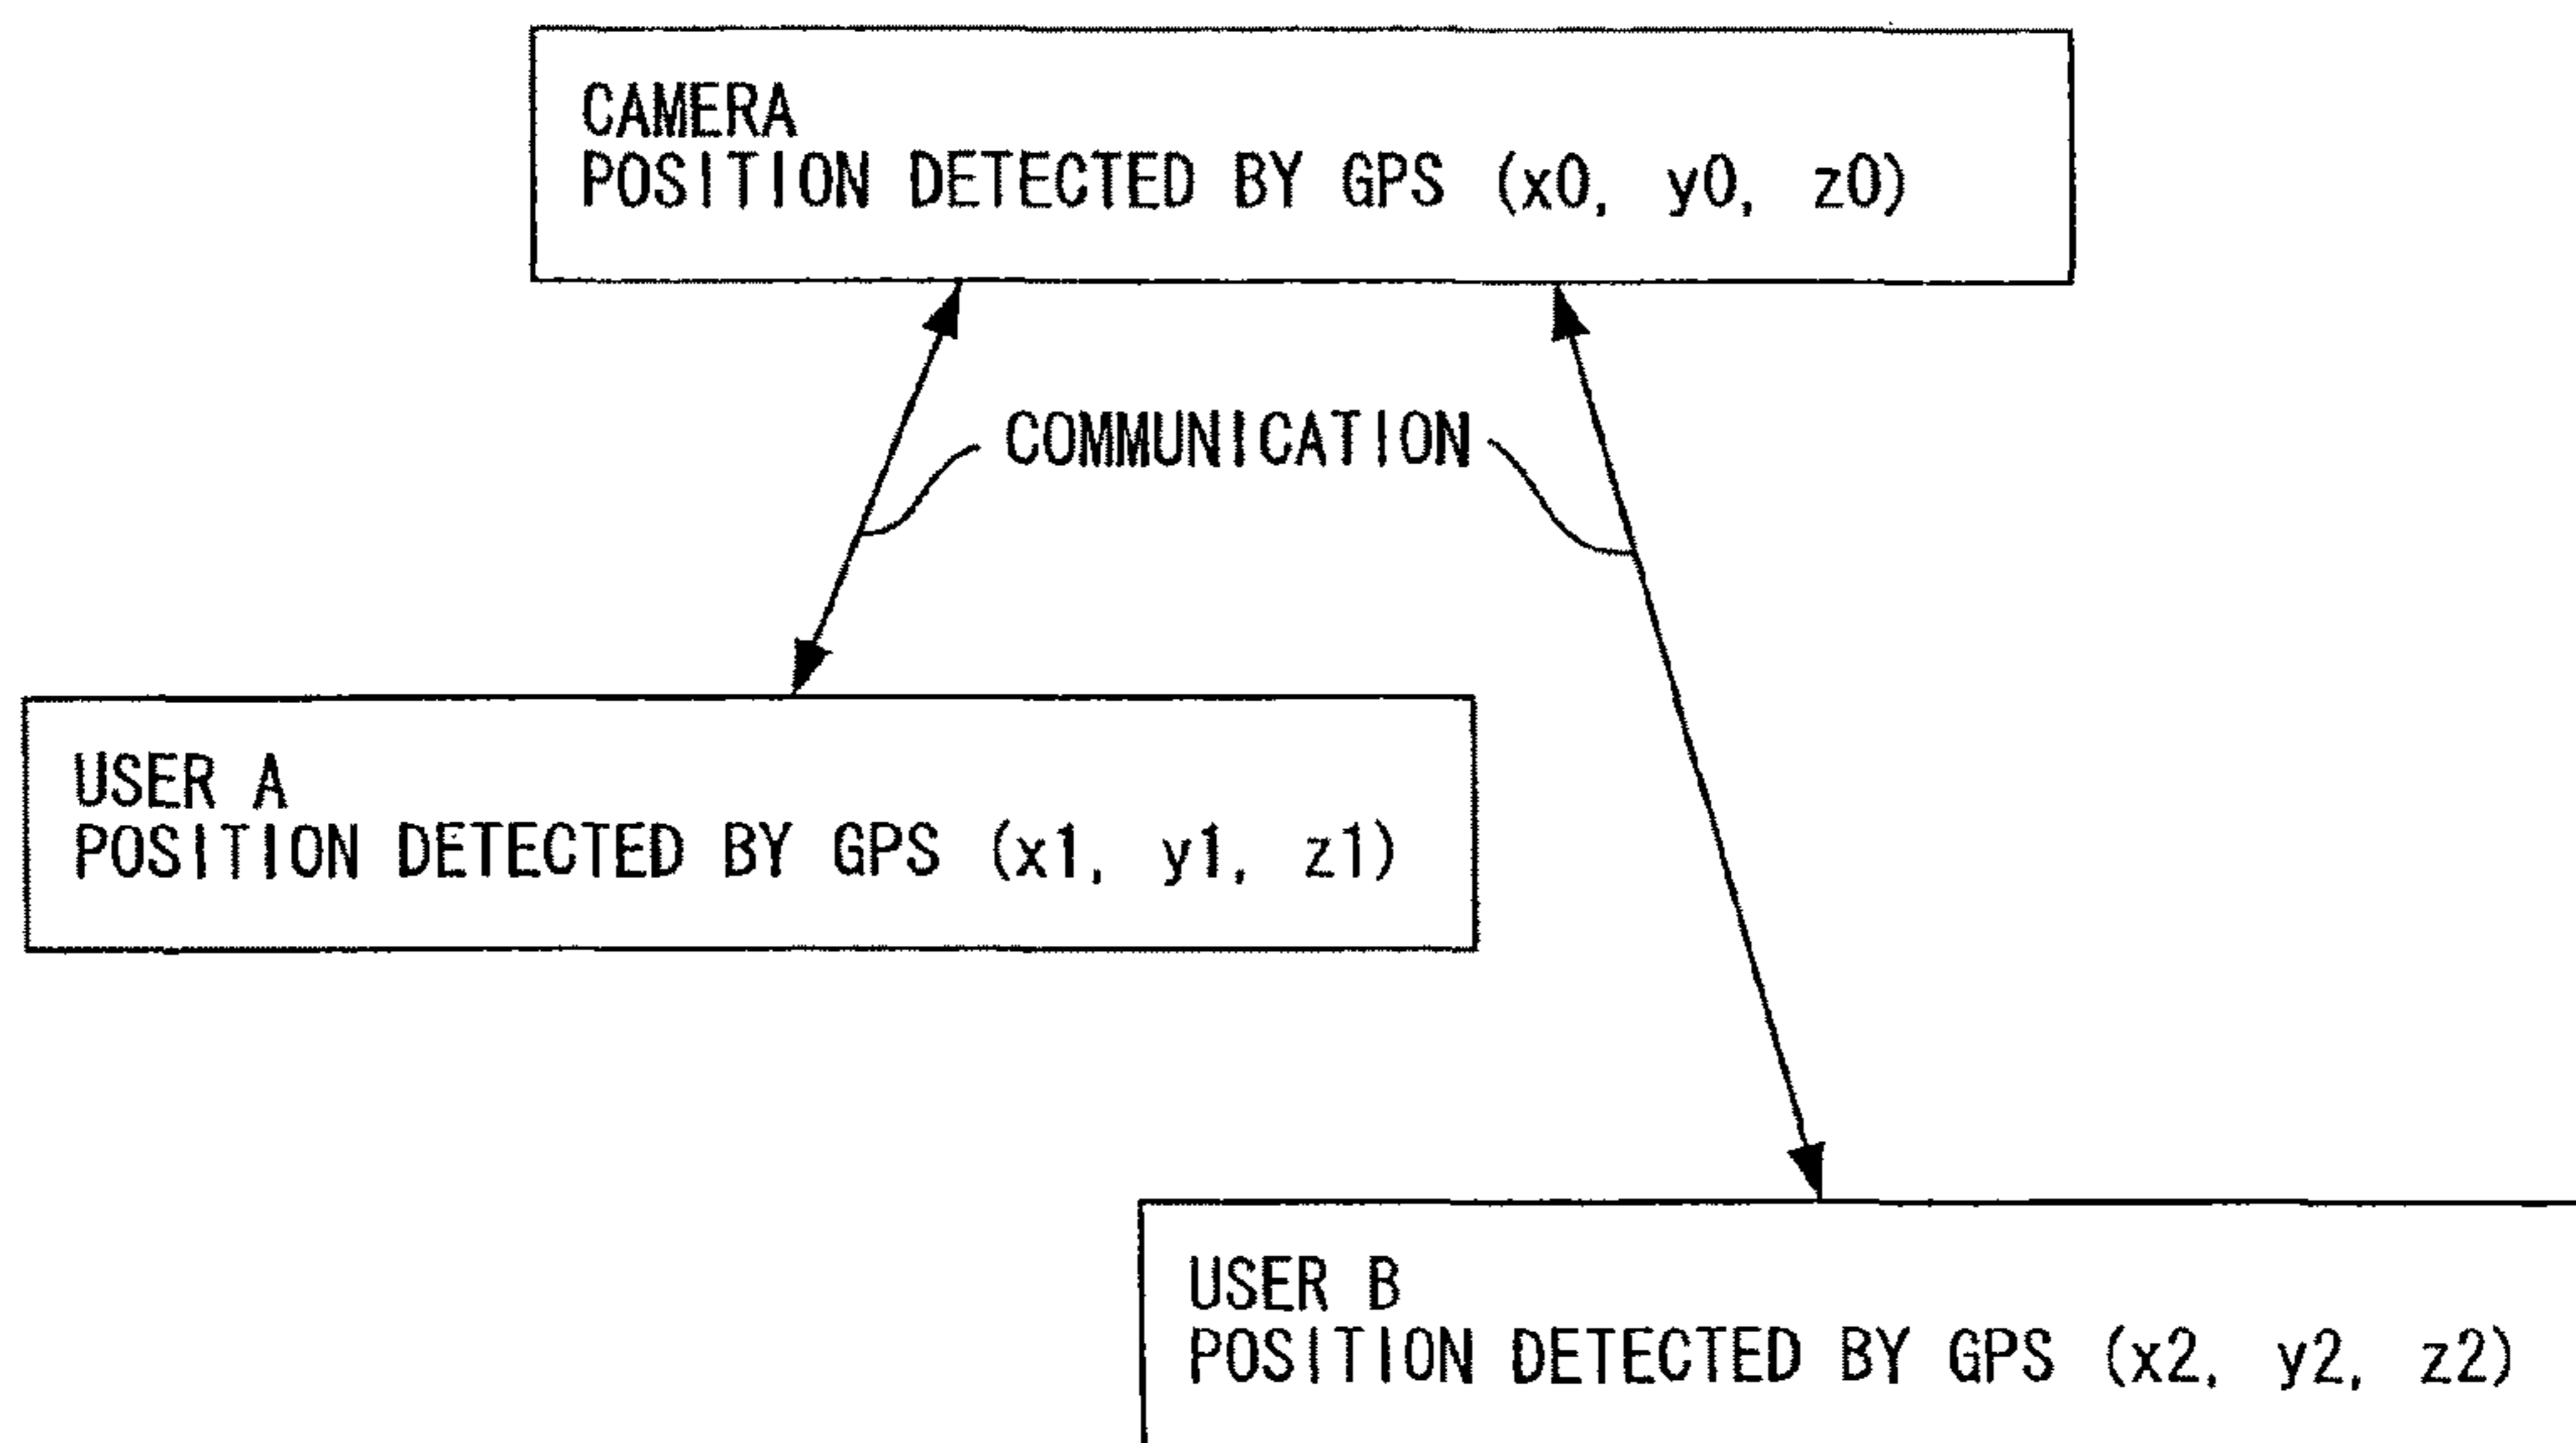 CAMERA
POSITION DETECTED BY GPS (x0, y0, z0)
COMMUNICATION
USER A
POSITION DETECTED BY GPS (x1, y1, z1)
USER B
POSITION DETECTED BY GPS (x2, y2, z2)